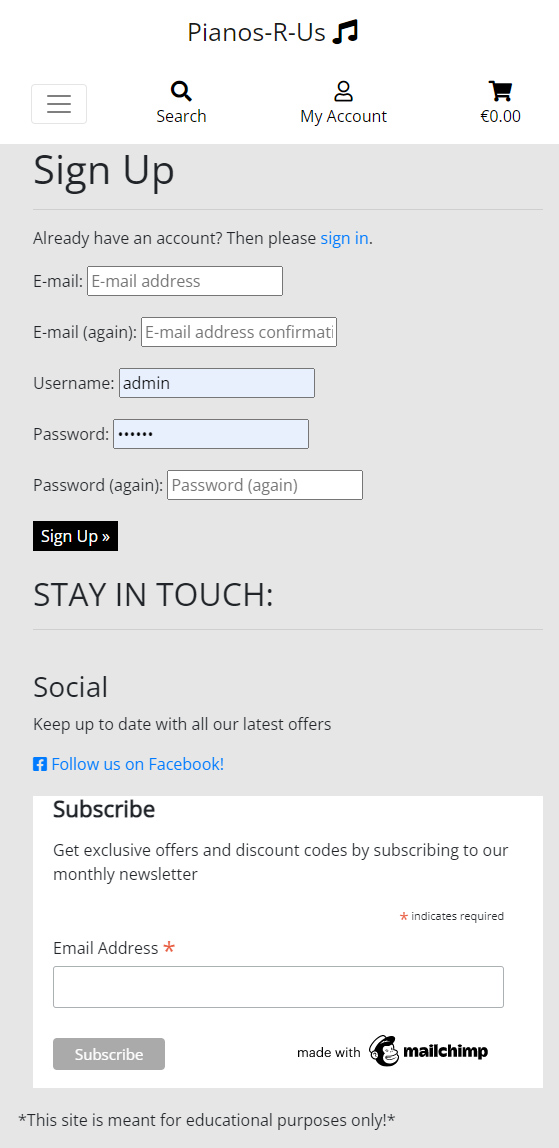 Pianos-R-Us
Search
My Account
€0.00
Sign Up
Already have an account? Then please sign in.
E-mail: E-mail address
E-mail (again): E-mail address confirmati
Username: admin
Password: ••••••
Password (again): Password (again)
Sign Up »
STAY IN TOUCH:
Social
Keep up to date with all our latest offers
Follow us on Facebook!
Subscribe
Get exclusive offers and discount codes by subscribing to our
monthly newsletter
* indicates required
Email Address *
Subscribe
made with mailchimp
*This site is meant for educational purposes only!*